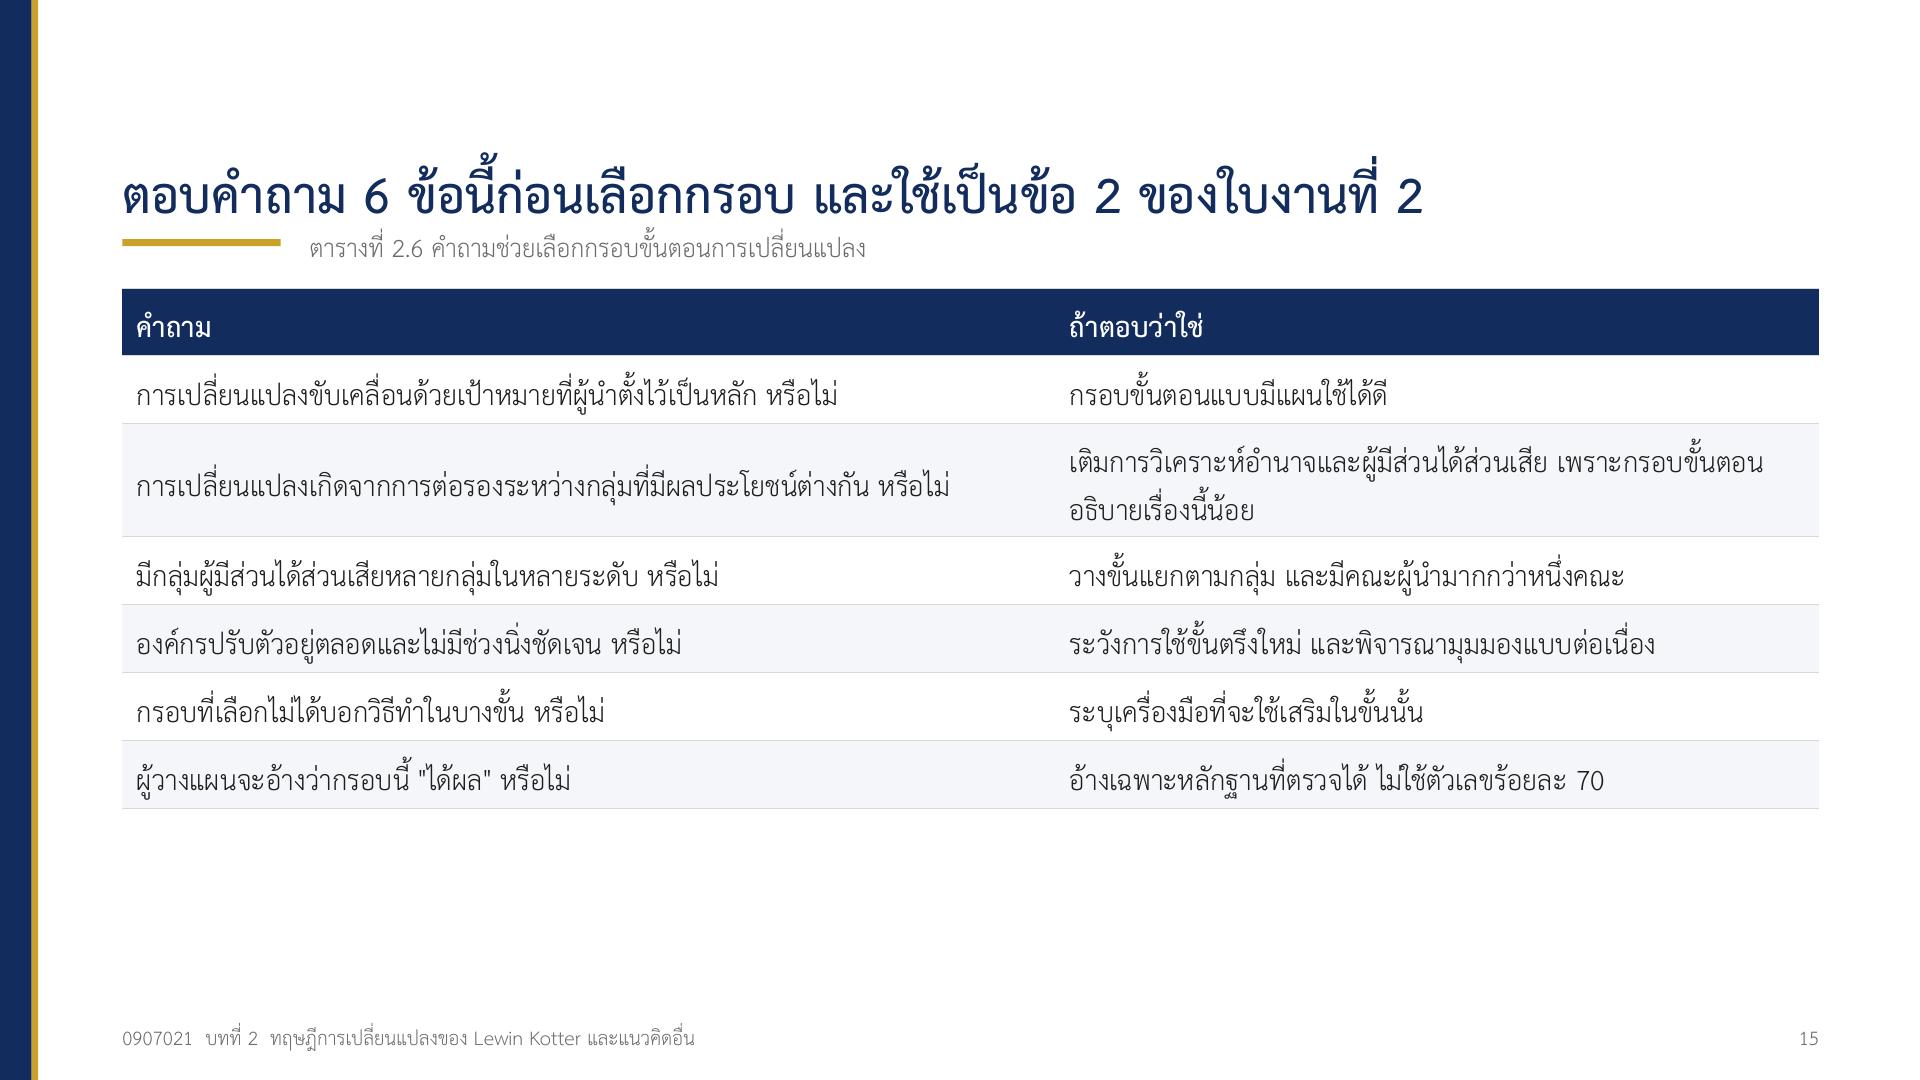 ตอบคำถาม 6 ข้อนี้ก่อนเลือกกรอบ และใช้เป็นข้อ 2 ของใบงานที่ 2
ตารางที่ 2.6 คำถามช่วยเลือกกรอบขั้นตอนการเปลี่ยนแปลง
คำถาม ถ้าตอบว่าใช่
การเปลี่ยนแปลงขับเคลื่อนด้วยเป้าหมายที่ผู้นำตั้งไว้เป็นหลัก หรือไม่ กรอบขั้นตอนแบบมีแผนใช้ได้ดี
การเปลี่ยนแปลงเกิดจากการต่อรองระหว่างกลุ่มที่มีผลประโยชน์ต่างกัน หรือไม่ เติมการวิเคราะห์อำนาจและผู้มีส่วนได้ส่วนเสีย เพราะกรอบขั้นตอน
อธิบายเรื่องนี้น้อย
มีกลุ่มผู้มีส่วนได้ส่วนเสียหลายกลุ่มในหลายระดับ หรือไม่ วางขั้นแยกตามกลุ่ม และมีคณะผู้นำมากกว่าหนึ่งคณะ
องค์กรปรับตัวอยู่ตลอดและไม่มีช่วงนิ่งชัดเจน หรือไม่ ระวังการใช้ขั้นตรึงใหม่ และพิจารณามุมมองแบบต่อเนื่อง
กรอบที่เลือกไม่ได้บอกวิธีทำในบางขั้น หรือไม่ ระบุเครื่องมือที่จะใช้เสริมในขั้นนั้น
ผู้วางแผนจะอ้างว่ากรอบนี้ "ได้ผล" หรือไม่ อ้างเฉพาะหลักฐานที่ตรวจได้ ไม่ใช้ตัวเลขร้อยละ 70
0907021 บทที่ 2 ทฤษฎีการเปลี่ยนแปลงของ Lewin Kotter และแนวคิดอื่น 15